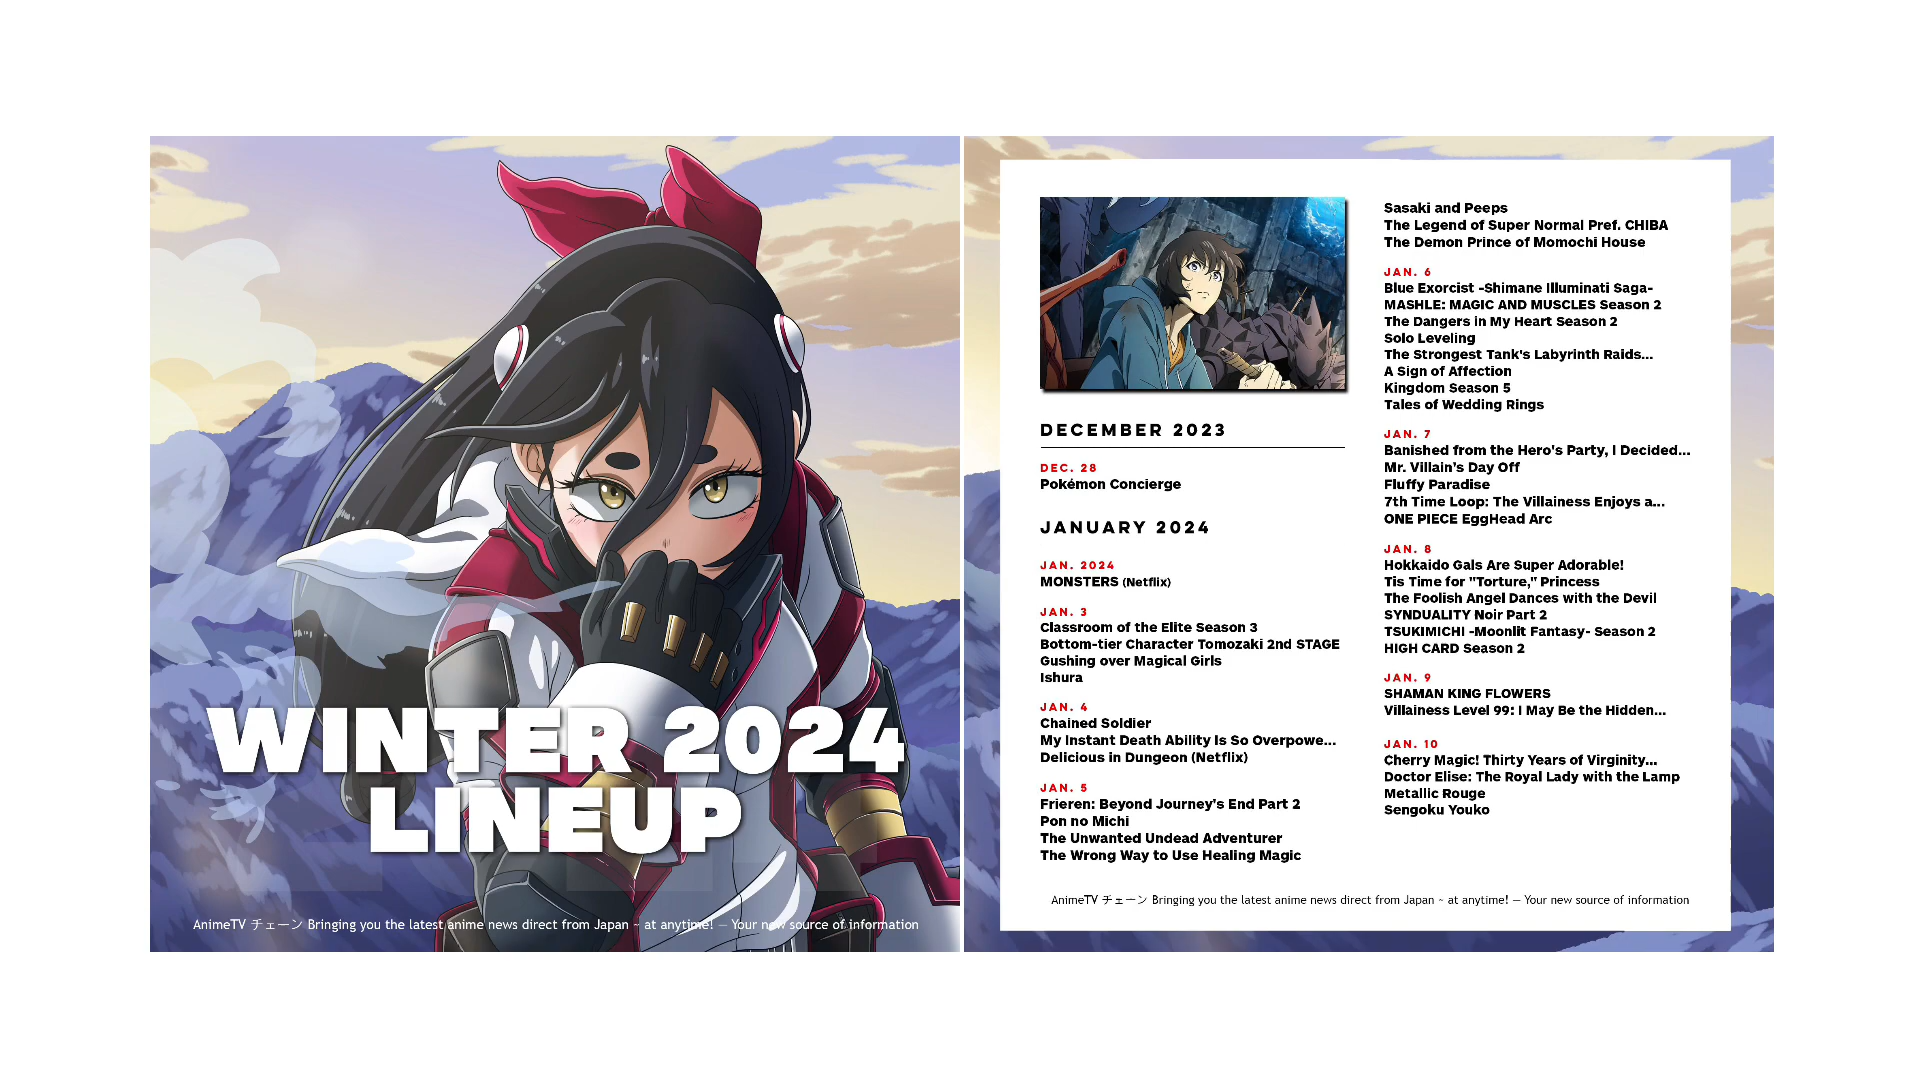 WINTER 2024
LINEUP
AnimeTV チェーン Bringing you the latest anime news direct from Japan ~ at anytime! — Your new source of information
DECEMBER 2023
DEC. 28
Pokémon Concierge
JANUARY 2024
JAN. 2024
MONSTERS (Netflix)
JAN. 3
Classroom of the Elite Season 3
Bottom-tier Character Tomozaki 2nd STAGE
Gushing over Magical Girls
Ishura
JAN. 4
Chained Soldier
My Instant Death Ability Is So Overpowe...
Delicious in Dungeon (Netflix)
JAN. 5
Frieren: Beyond Journey's End Part 2
Pon no Michi
The Unwanted Undead Adventurer
The Wrong Way to Use Healing Magic
Sasaki and Peeps
The Legend of Super Normal Pref. CHIBA
The Demon Prince of Momochi House
JAN. 6
Blue Exorcist -Shimane Illuminati Saga-
MASHLE: MAGIC AND MUSCLES Season 2
The Dangers in My Heart Season 2
Solo Leveling
The Strongest Tank's Labyrinth Raids...
A Sign of Affection
Kingdom Season 5
Tales of Wedding Rings
JAN. 7
Banished from the Hero's Party, I Decided...
Mr. Villain's Day Off
Fluffy Paradise
7th Time Loop: The Villainess Enjoys a...
ONE PIECE EggHead Arc
JAN. 8
Hokkaido Gals Are Super Adorable!
Tis Time for "Torture," Princess
The Foolish Angel Dances with the Devil
SYNDUALITY Noir Part 2
TSUKIMICHI -Moonlit Fantasy- Season 2
HIGH CARD Season 2
JAN. 9
SHAMAN KING FLOWERS
Villainess Level 99: I May Be the Hidden...
JAN. 10
Cherry Magic! Thirty Years of Virginity...
Doctor Elise: The Royal Lady with the Lamp
Metallic Rouge
Sengoku Youko
AnimeTV チェーン Bringing you the latest anime news direct from Japan ~ at anytime! — Your new source of information